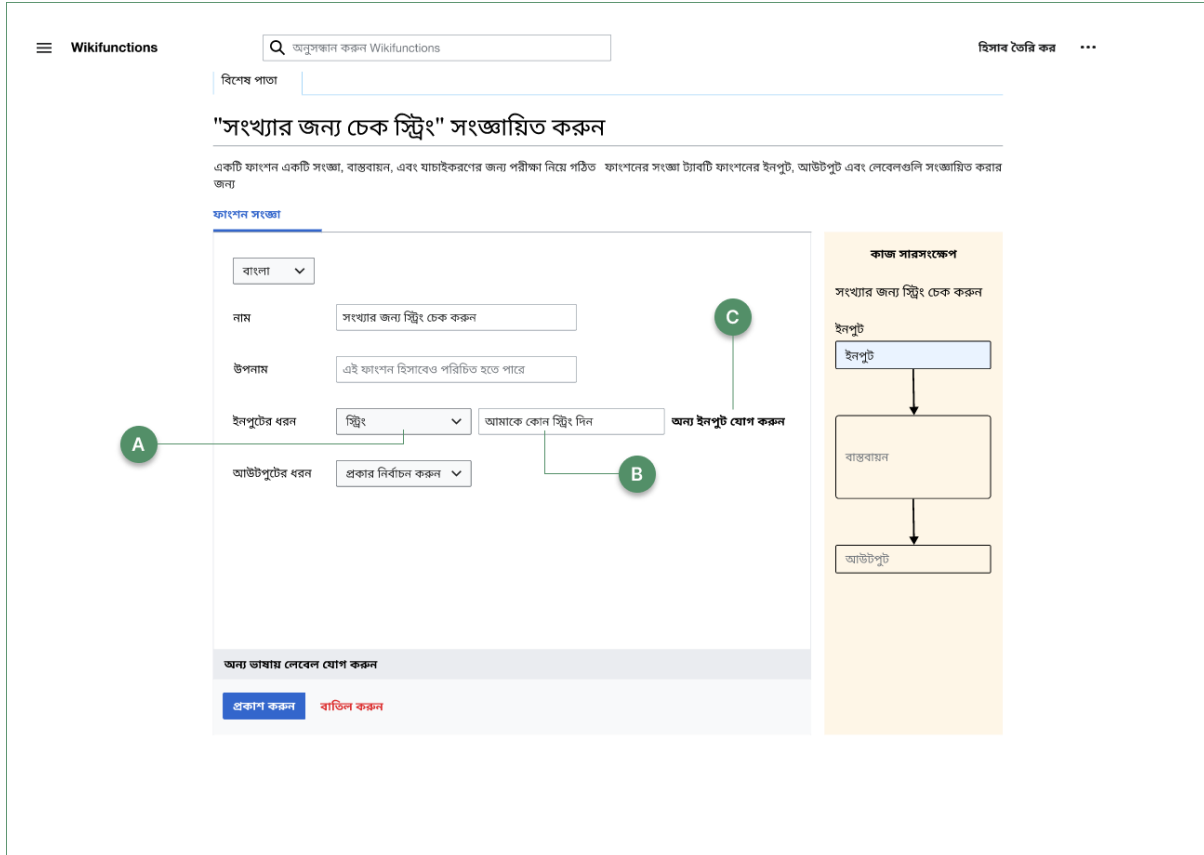 Wikifunctions
অনুসন্ধান করুন Wikifunctions
হিসাব তৈরি কর
বিশেষ পাতা
"সংখ্যার জন্য চেক স্ট্রিং" সংজ্ঞায়িত করুন
একটি ফাংশন একটি সংজ্ঞা, বাস্তবায়ন, এবং যাচাইকরণের জন্য পরীক্ষা নিয়ে গঠিত ফাংশনের সংজ্ঞা ট্যাবটি ফাংশনের ইনপুট, আউটপুট এবং লেবেলগুলি সংজ্ঞায়িত করার
জন্য
ফাংশন সংজ্ঞা
বাংলা
নাম
সংখ্যার জন্য স্ট্রিং চেক করুন
C
উপনাম
এই ফাংশন হিসাবেও পরিচিত হতে পারে
ইনপুটের ধরন
স্ট্রিং
আমাকে কোন স্ট্রিং দিন
অন্য ইনপুট যোগ করুন
A
আউটপুটের ধরন
প্রকার নির্বাচন করুন
B
অন্য ভাষায় লেবেল যোগ করুন
প্রকাশ করুন
বাতিল করুন
কাজ সারসংক্ষেপ
সংখ্যার জন্য স্ট্রিং চেক করুন
ইনপুট
ইনপুট
বাস্তবায়ন
আউটপুট